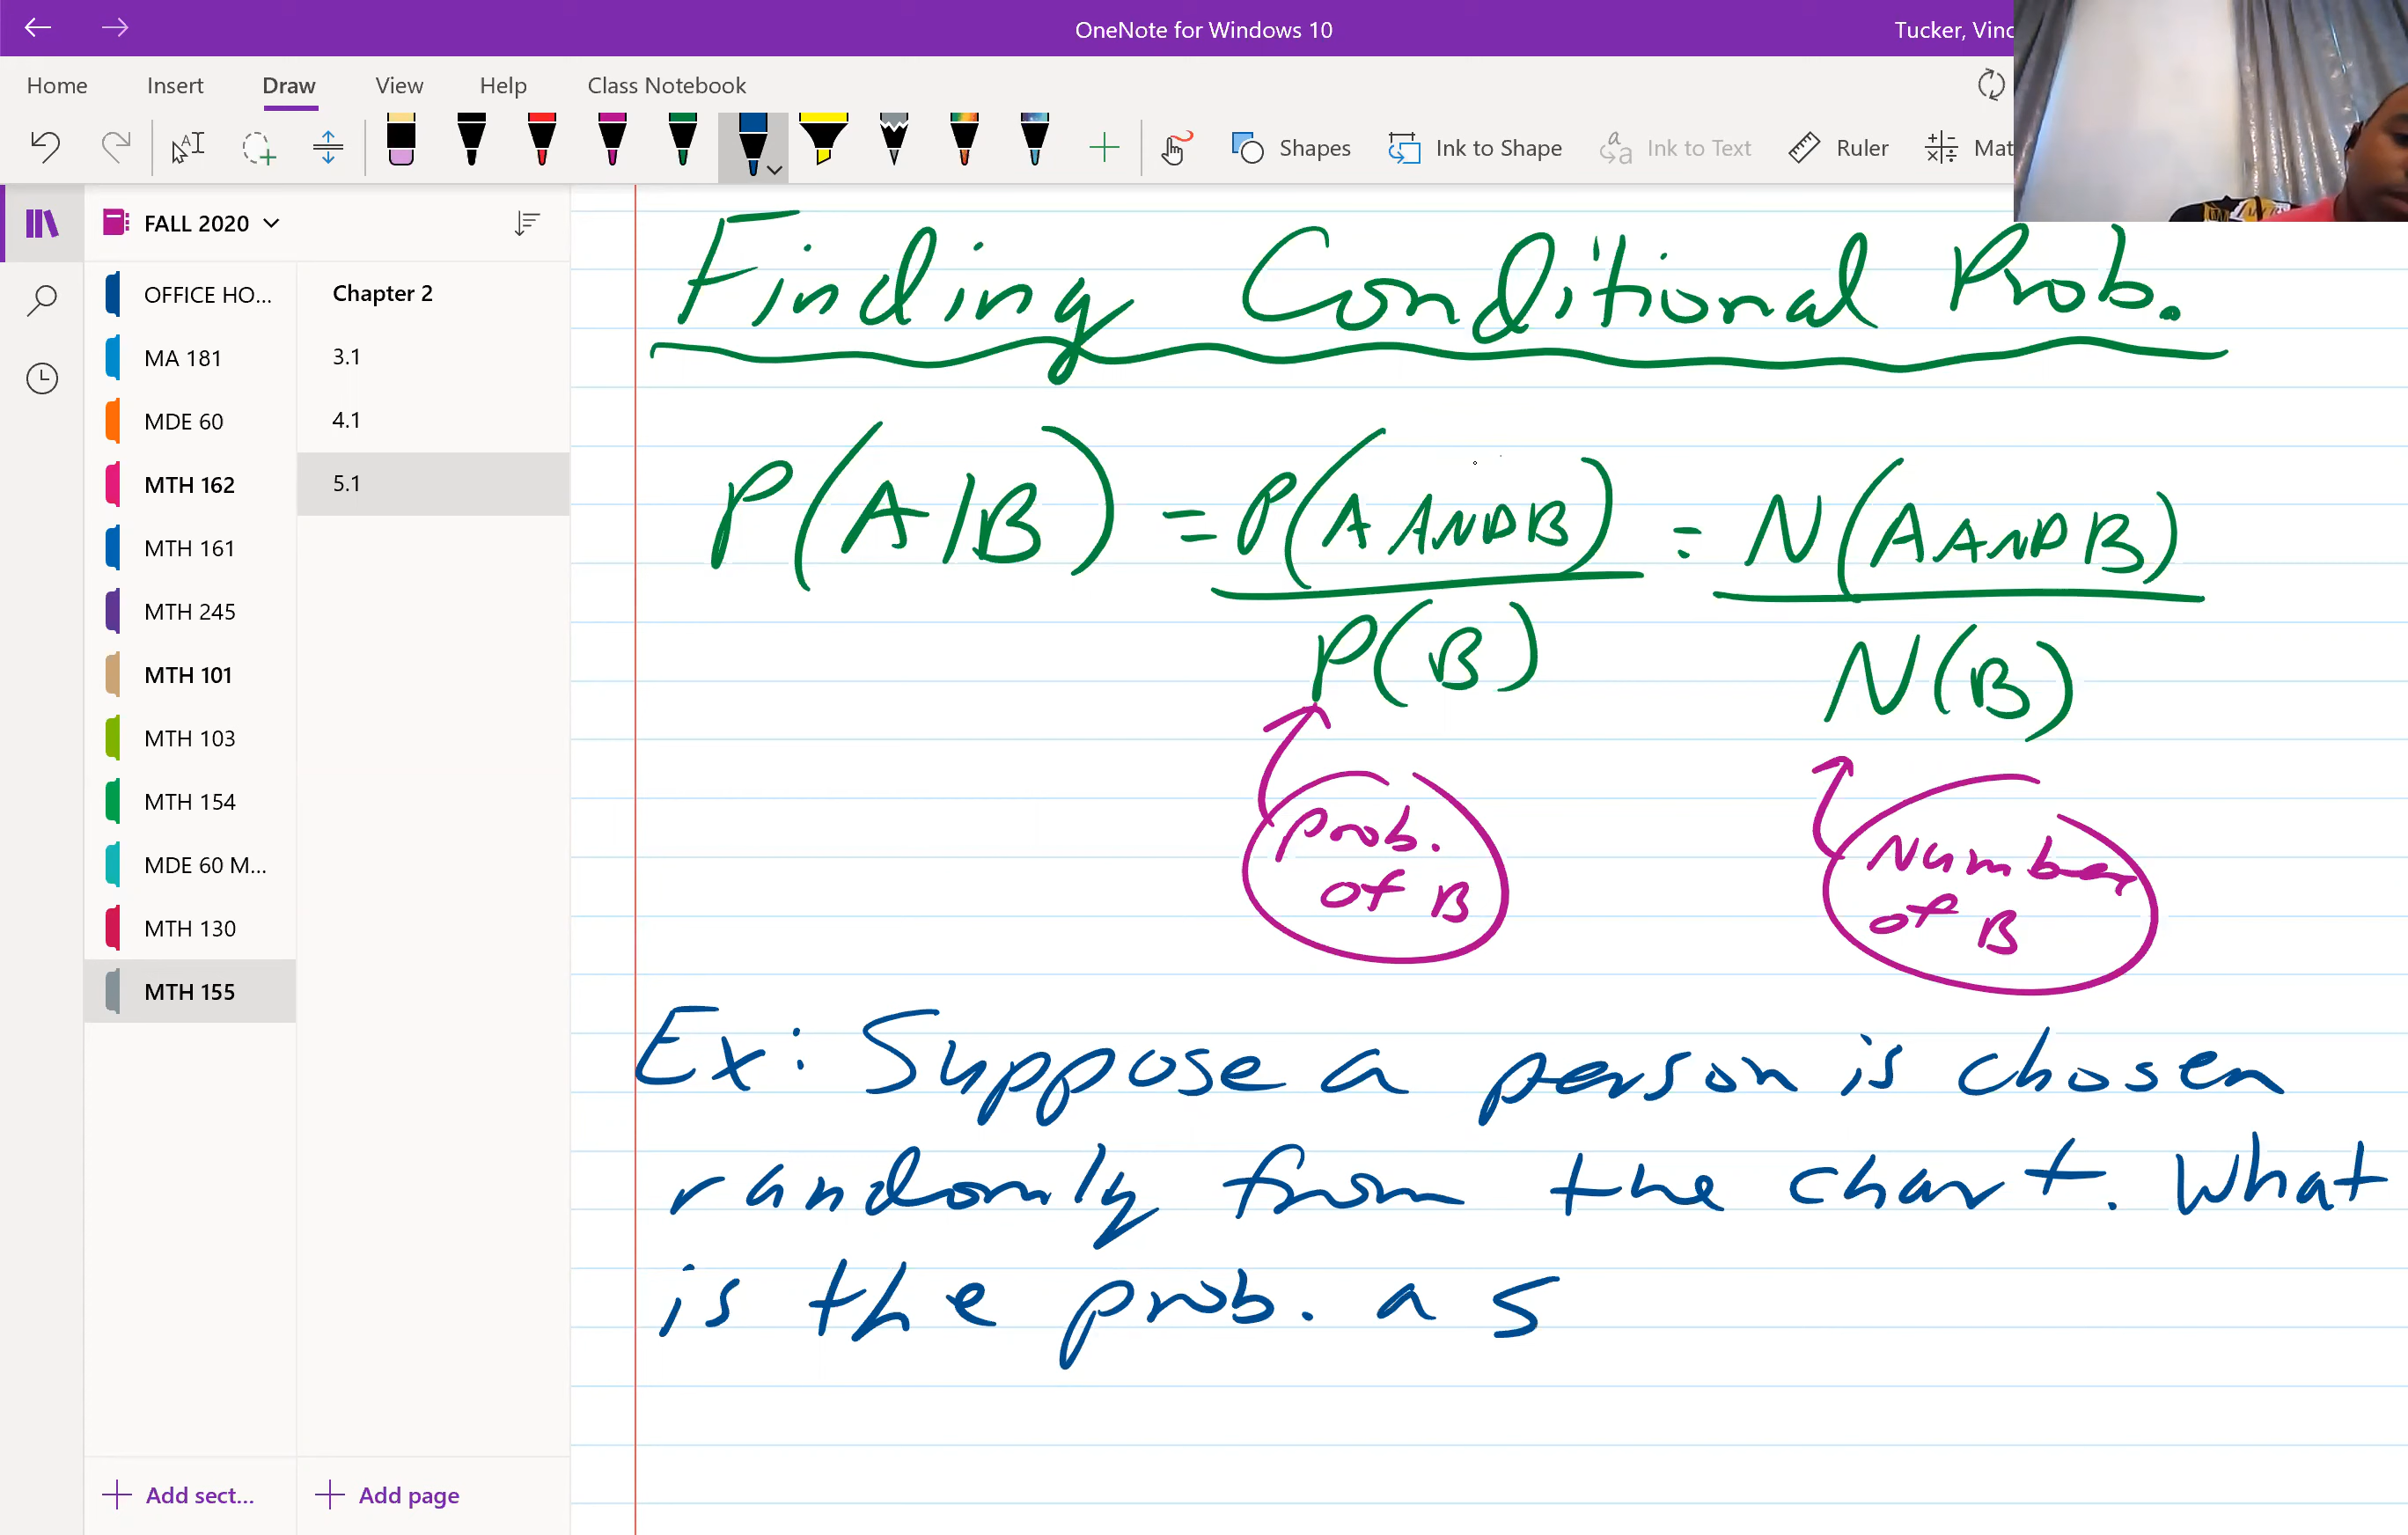 OneNote for Windows 10
Tucker, Vinc
Home Insert Draw View Help Class Notebook
Shapes Ink to Shape Ink to Text Ruler Mat
FALL 2020
OFFICE HO...
MA 181
MDE 60
MTH 162
MTH 161
MTH 245
MTH 101
MTH 103
MTH 154
MDE 60 M...
MTH 130
MTH 155
Add sect...
Chapter 2
3.1
4.1
5.1
Add page
Finding Conditional Prob.
P(A/B) = P(A AND B) = N(A AND B)
P(B) N(B)
prob. of B
Number of B
Ex: Suppose a person is chosen
randomly from the chart. What
is the prob. a s